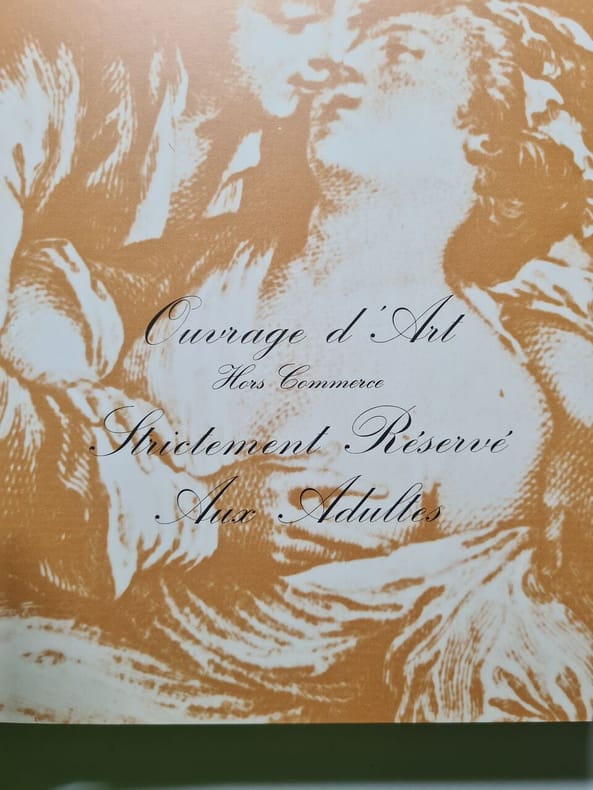 Ouvrage d'Art
Hors Commerce
Strictement Réservé
Aux Adultes